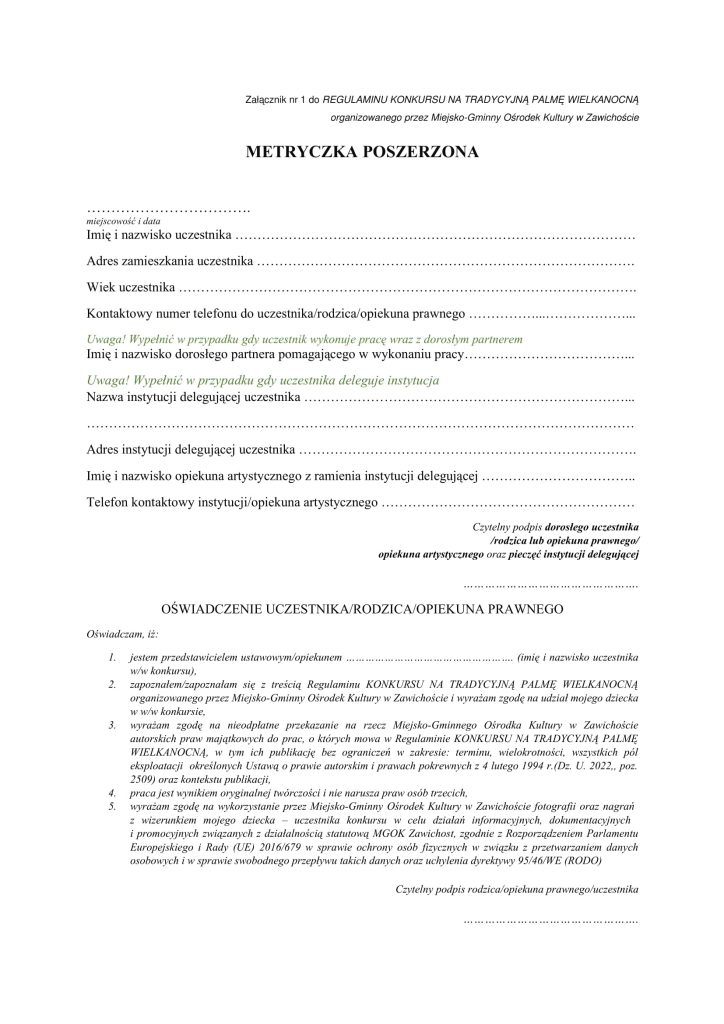 Załącznik nr 1 do REGULAMINU KONKURSU NA TRADYCYJNĄ PALMĘ WIELKANOCNĄ
organizowanego przez Miejsko-Gminny Ośrodek Kultury w Zawichoście
METRYCZKA POSZERZONA
…………………………….
miejscowość i data
Imię i nazwisko uczestnika ………………………………………………………………………………
Adres zamieszkania uczestnika ………………………………………………………………………….
Wiek uczestnika ………………………………………………………………………………………….
Kontaktowy numer telefonu do uczestnika/rodzica/opiekuna prawnego ……………...………………...
Uwaga! Wypełnić w przypadku gdy uczestnik wykonuje pracę wraz z dorosłym partnerem
Imię i nazwisko dorosłego partnera pomagającego w wykonaniu pracy………………………………...
Uwaga! Wypełnić w przypadku gdy uczestnika deleguje instytucja
Nazwa instytucji delegującej uczestnika ………………………………………………………………...
……………………………………………………………………………………………………………
Adres instytucji delegującej uczestnika ………………………………………………………………….
Imię i nazwisko opiekuna artystycznego z ramienia instytucji delegującej ……………………………..
Telefon kontaktowy instytucji/opiekuna artystycznego …………………………………………………
Czytelny podpis dorosłego uczestnika
/rodzica lub opiekuna prawnego/
opiekuna artystycznego oraz pieczęć instytucji delegującej
………………………………………….
OŚWIADCZENIE UCZESTNIKA/RODZICA/OPIEKUNA PRAWNEGO
Oświadczam, iż:
1. jestem przedstawicielem ustawowym/opiekunem ……………………………………………. (imię i nazwisko uczestnika
w/w konkursu),
2. zapoznałem/zapoznałam się z treścią Regulaminu KONKURSU NA TRADYCYJNĄ PALMĘ WIELKANOCNĄ
organizowanego przez Miejsko-Gminny Ośrodek Kultury w Zawichoście i wyrażam zgodę na udział mojego dziecka
w w/w konkursie,
3. wyrażam zgodę na nieodpłatne przekazanie na rzecz Miejsko-Gminnego Ośrodka Kultury w Zawichoście
autorskich praw majątkowych do prac, o których mowa w Regulaminie KONKURSU NA TRADYCYJNĄ PALMĘ
WIELKANOCNĄ, w tym ich publikację bez ograniczeń w zakresie: terminu, wielokrotności, wszystkich pól
eksploatacji określonych Ustawą o prawie autorskim i prawach pokrewnych z 4 lutego 1994 r.(Dz. U. 2022,, poz.
2509) oraz kontekstu publikacji,
4. praca jest wynikiem oryginalnej twórczości i nie narusza praw osób trzecich,
5. wyrażam zgodę na wykorzystanie przez Miejsko-Gminny Ośrodek Kultury w Zawichoście fotografii oraz nagrań
z wizerunkiem mojego dziecka – uczestnika konkursu w celu działań informacyjnych, dokumentacyjnych
i promocyjnych związanych z działalnością statutową MGOK Zawichost, zgodnie z Rozporządzeniem Parlamentu
Europejskiego i Rady (UE) 2016/679 w sprawie ochrony osób fizycznych w związku z przetwarzaniem danych
osobowych i w sprawie swobodnego przepływu takich danych oraz uchylenia dyrektywy 95/46/WE (RODO)
Czytelny podpis rodzica/opiekuna prawnego/uczestnika
………………………………………….